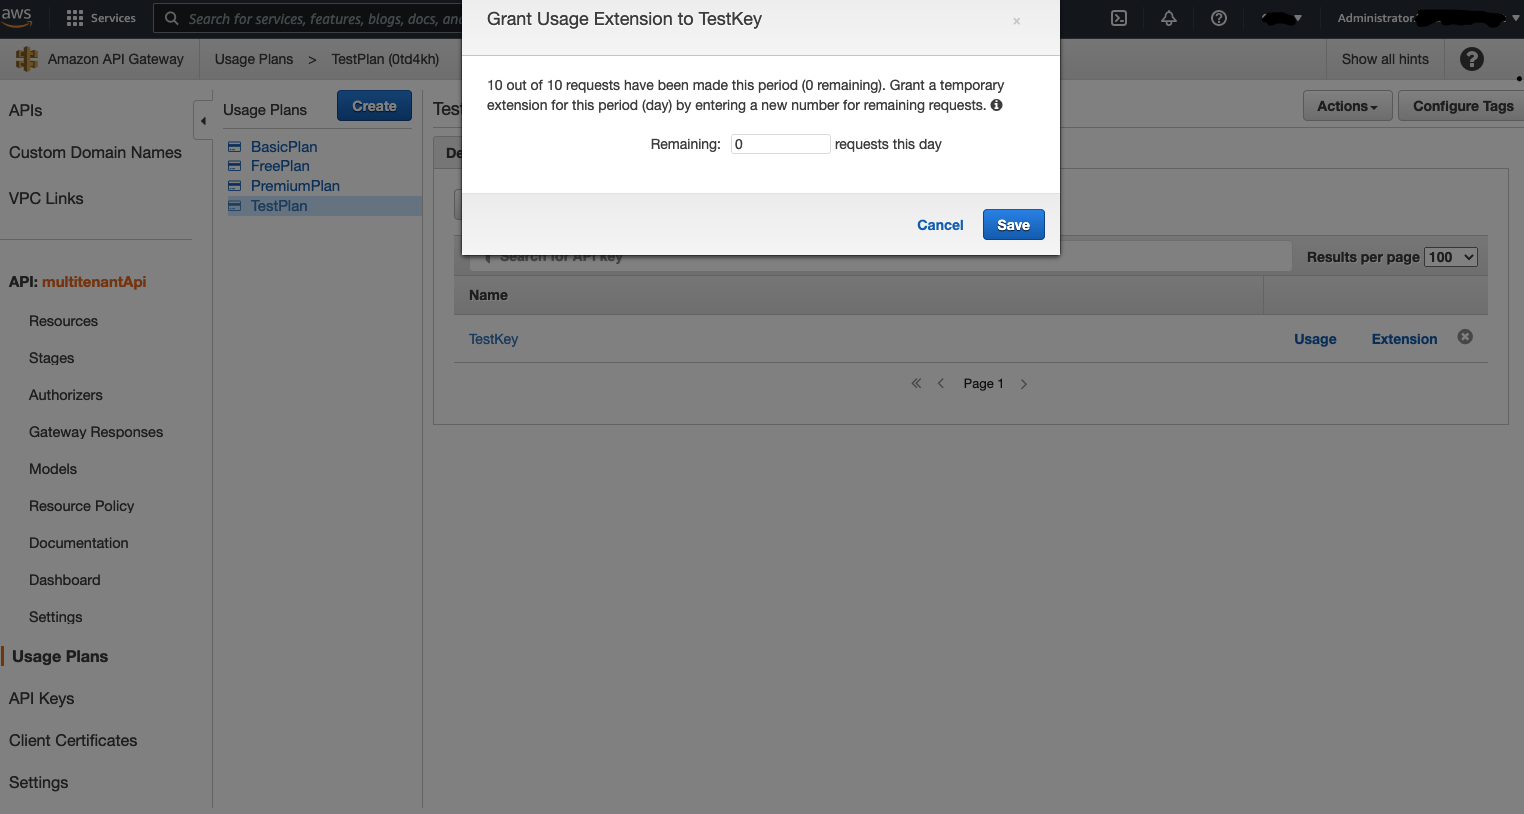 aws
Services
Search for services, features, blogs, docs, an
Administrator
Amazon API Gateway
Usage Plans > TestPlan (0td4kh)
Show all hints
APIs
Custom Domain Names
VPC Links
API: multitenantApi
Resources
Stages
Authorizers
Gateway Responses
Models
Resource Policy
Documentation
Dashboard
Settings
Usage Plans
API Keys
Client Certificates
Settings
Usage Plans
Create
BasicPlan
FreePlan
PremiumPlan
TestPlan
Tes
Actions
Configure Tags
De
Grant Usage Extension to TestKey
×
10 out of 10 requests have been made this period (0 remaining). Grant a temporary
extension for this period (day) by entering a new number for remaining requests.
Remaining: 0 requests this day
Cancel
Save
Search for API key
Results per page 100
Name
TestKey
Usage
Extension
« < Page 1 >